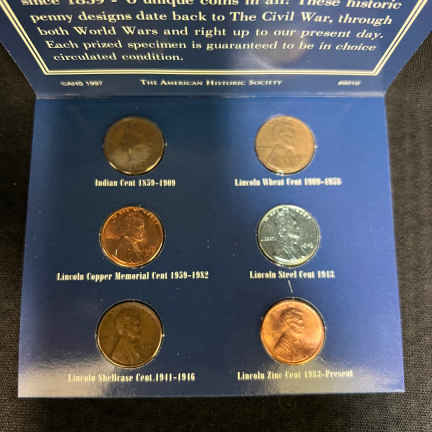 since 1859 - 6 unique coins in all! These historic
penny designs date back to The Civil War, through
both World Wars and right up to our present day.
Each prized specimen is guaranteed to be in choice
circulated condition.
©AHS 1997
THE AMERICAN HISTORIC SOCIETY
Indian Cent 1859-1909
Lincoln Wheat Cent 1909-1958
Lincoln Copper Memorial Cent 1959-1982
Lincoln Steel Cent 1943
Lincoln Shellcase Cent 1944-1946
Lincoln Zinc Cent 1982-Present